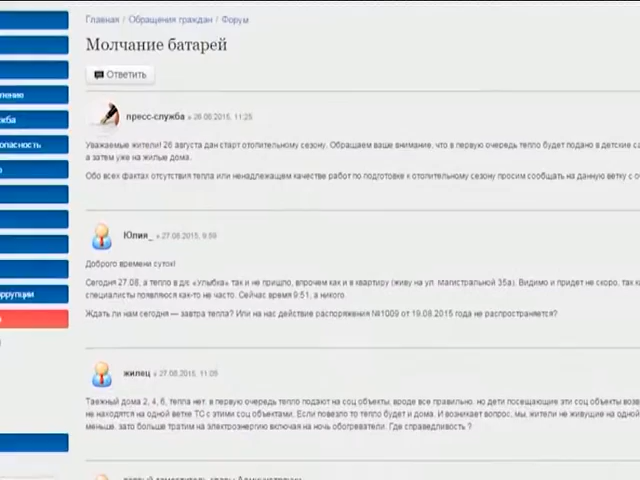 Главная / Обращения граждан / Форум
Молчание батарей
Ответить
пресс-служба » 26.08.2015, 11:25
Уважаемые жители! 26 августа дан старт отопительному сезону. Обращаем ваше внимание, что в первую очередь тепло будет подано в детские
а затем уже на жилые дома.
Обо всех фактах отсутствия тепла или ненадлежащем качестве работ по подготовке к отопительному сезону просим сообщать на данную ветку с
Юлия_ » 27.08.2015, 9:59
Доброго времени суток!
Сегодня 27.08, а тепло в д/с «Улыбка» так и не пришло, впрочем как и в квартиру (живу на ул. Магистральной 35а). Видимо и придет не скоро, так
специалисты появлюося как-то не часто. Сейчас время 9:51, а никого.
Ждать ли нам сегодня — завтра тепла? Или на нас действие распоряжения №1009 от 19.08.2015 года не распространяется?
жилец » 27.08.2015, 11:05
Таежный дома 2, 4, 6, тепла нет. в первую очередь тепло подают на соц объекты, вроде все правильно, но дети посещающие эти соц объекты
не находятся на одной ветке ТС с этими соц объектами. Если повезло то тепло будет и дома. И возникает вопрос, мы, жители не живущие на одной
меньше, зато больше тратим на электроэнергию включая на ночь обогреватели. Где справедливость ?